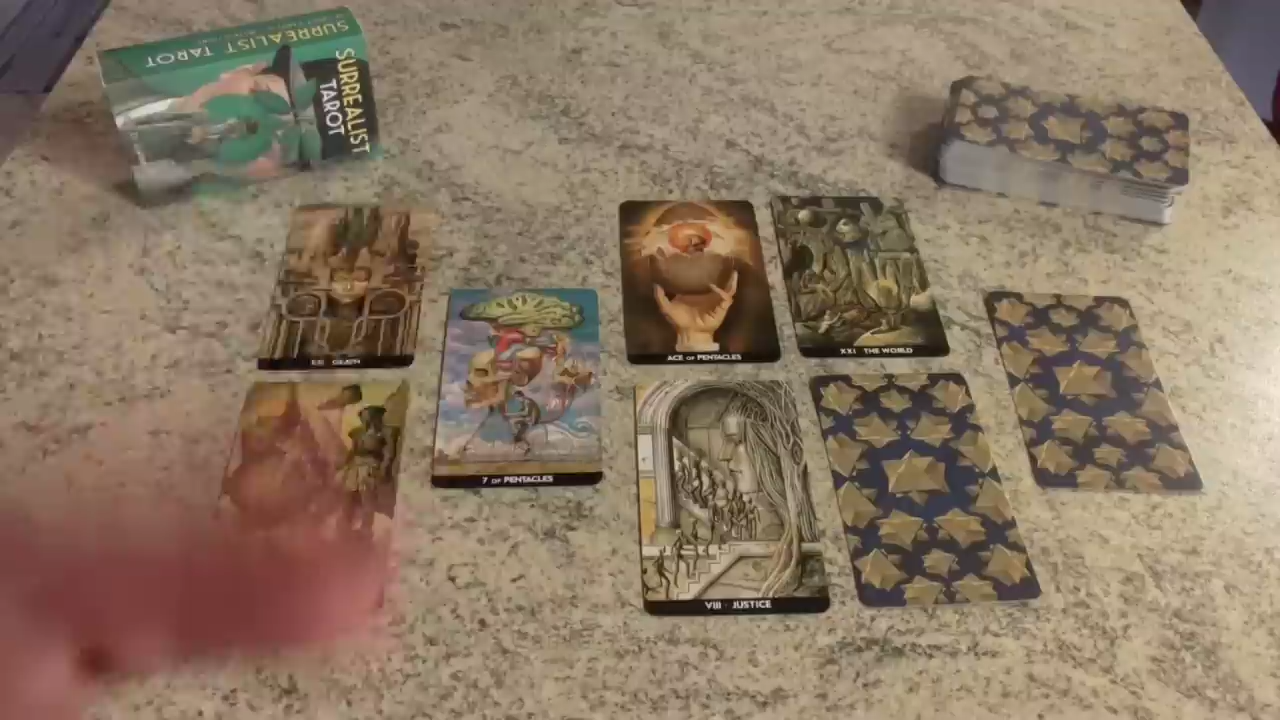 SURREALIST TAROT
SURREALIST
TAROT
ACE OF PENTACLES
XXI THE WORLD
7 OF PENTACLES
VIII · JUSTICE